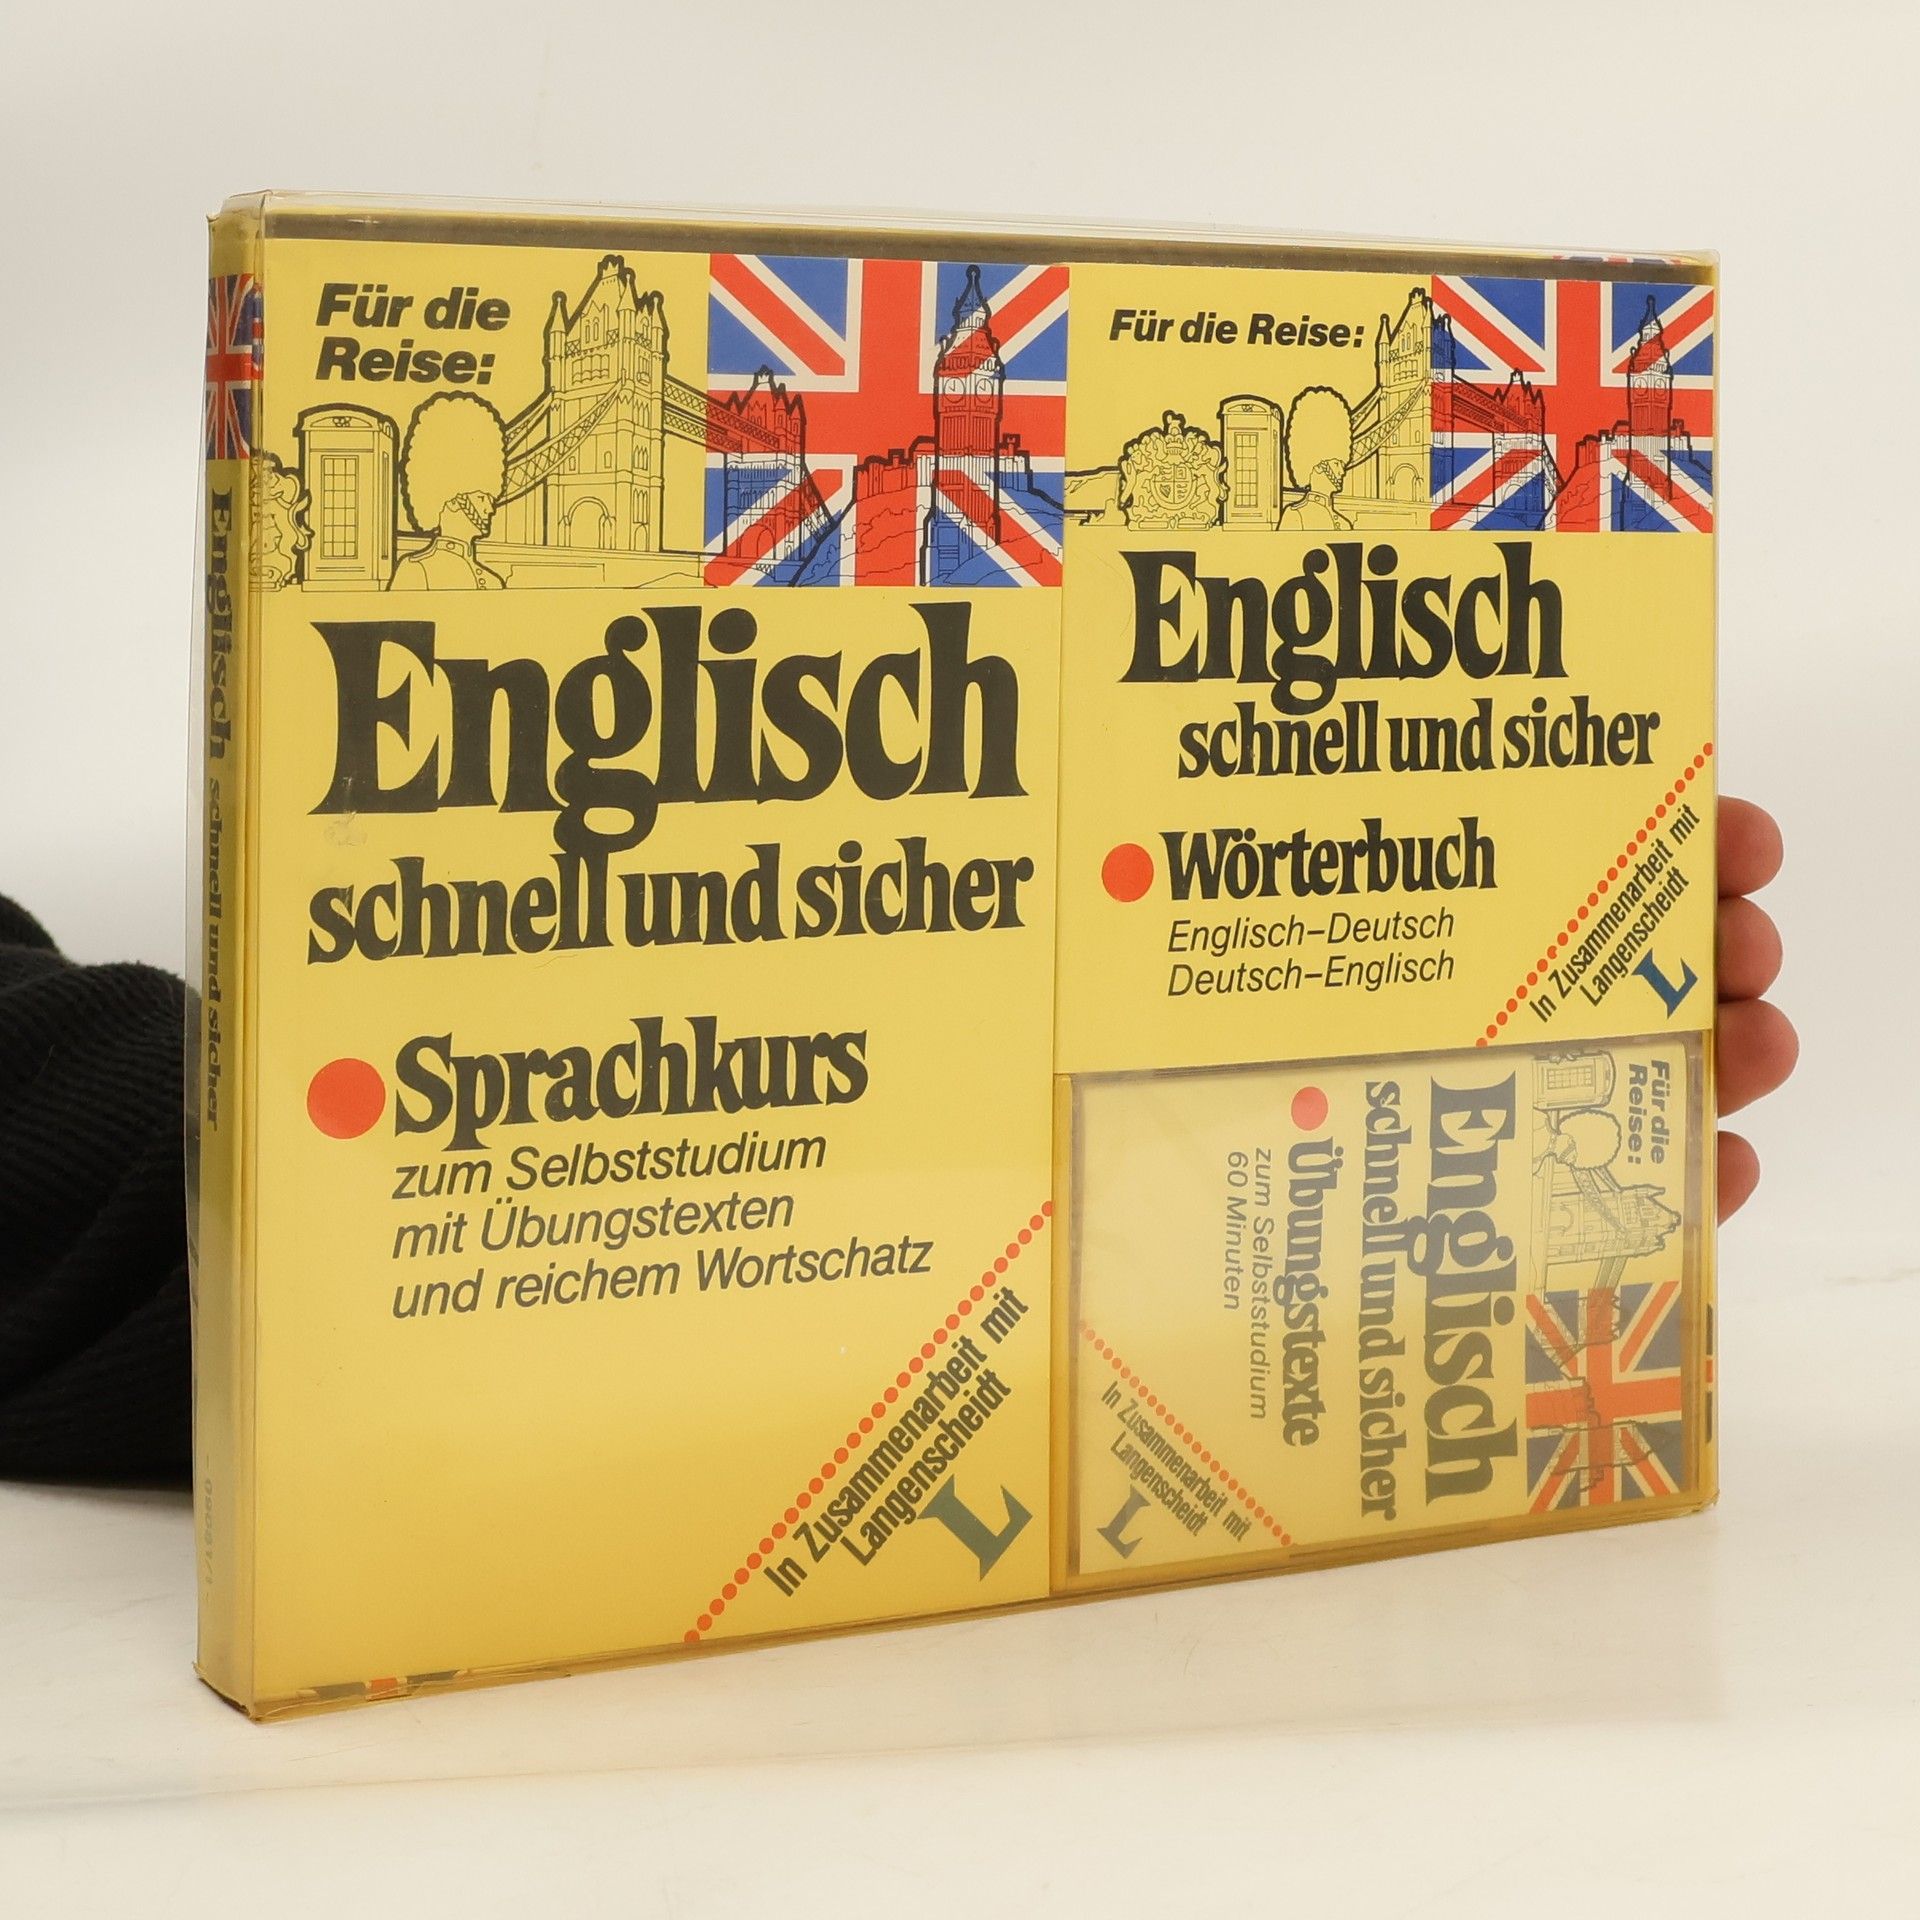 Englisch schnell und sicher
Für die
Reise:
Englisch
schnell und sicher
Sprachkurs
zum Selbststudium
mit Übungstexten
und reichem Wortschatz
In Zusammenarbeit mit
Langenscheidt
L
Für die Reise:
Englisch
schnell und sicher
Wörterbuch
Englisch–Deutsch
Deutsch–Englisch
In Zusammenarbeit mit
Langenscheidt
L
Für die
Reise:
Englisch
schnell und sicher
Übungstexte
zum Selbststudium
60 Minuten
In Zusammenarbeit mit
Langenscheidt
L